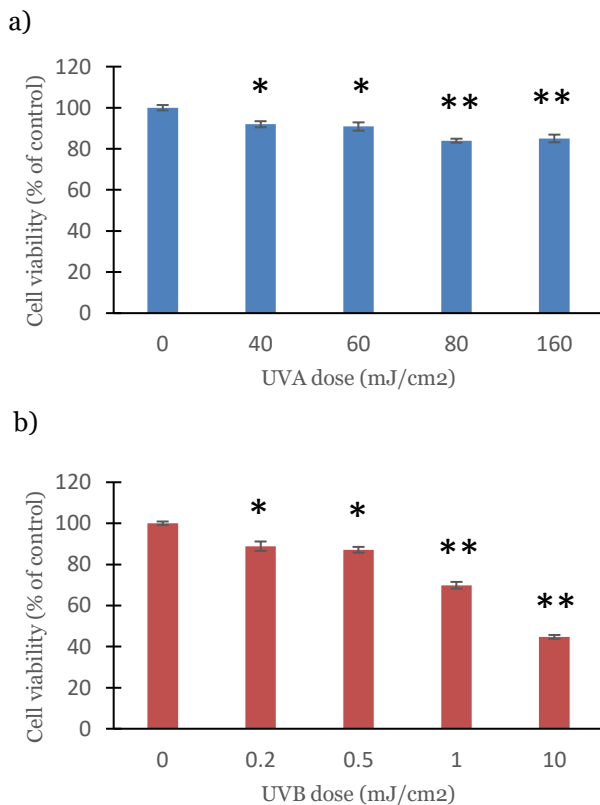 a)
Cell viability (% of control)
120
100
80
60
40
20
0
* * ** **
0 40 60 80 160
UVA dose (mJ/cm2)
b)
Cell viability (% of control)
120
100
80
60
40
20
0
* * ** **
0 0.2 0.5 1 10
UVB dose (mJ/cm2)